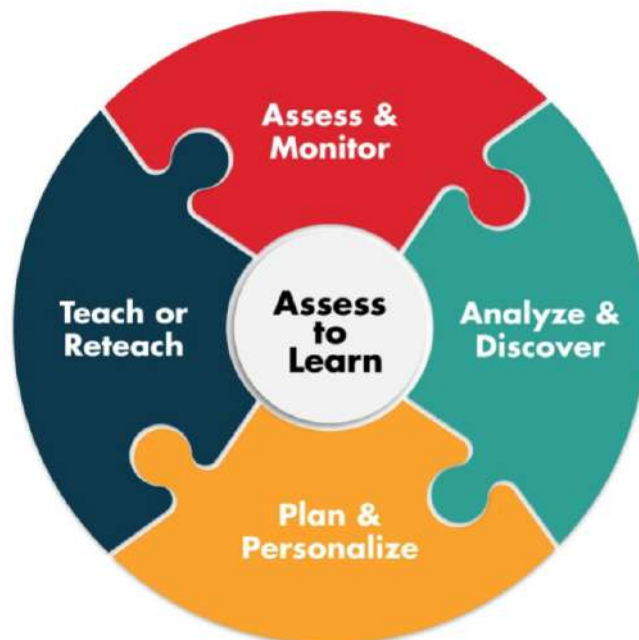 Assess &
Monitor
Teach or
Reteach
Assess
to
Learn
Analyze &
Discover
Plan &
Personalize